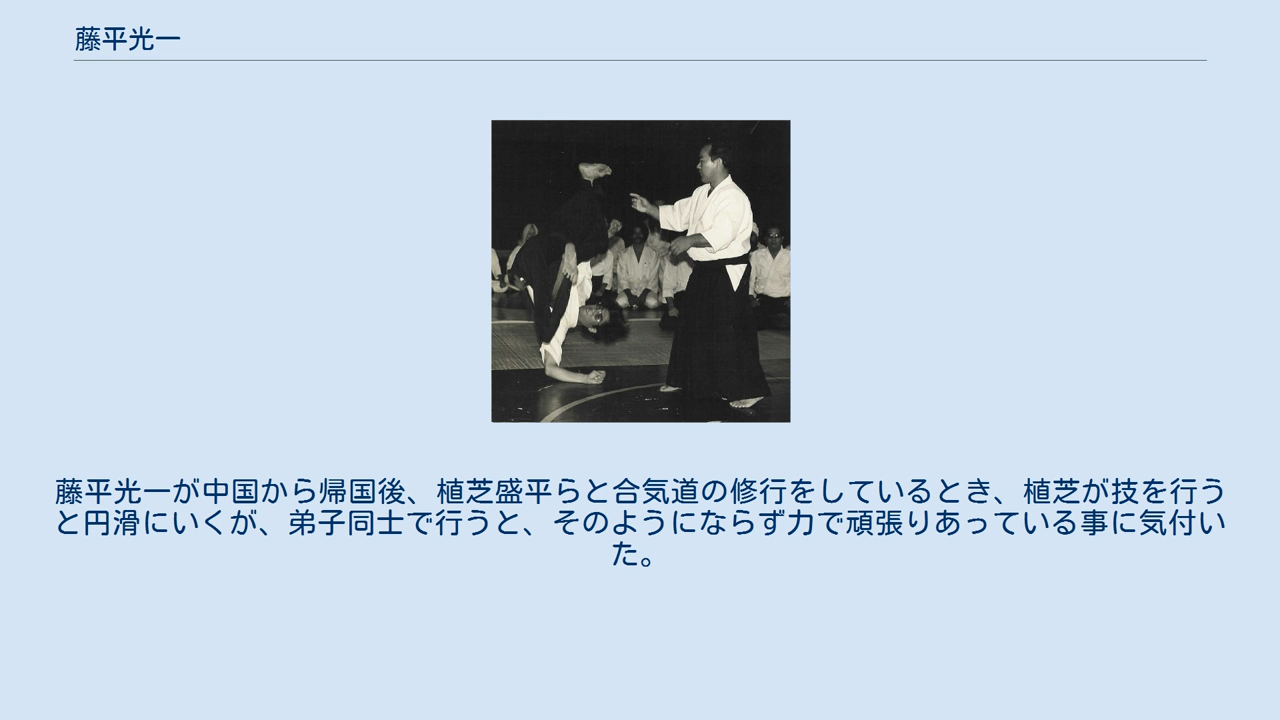 藤平光一
藤平光一が中国から帰国後、植芝盛平らと合気道の修行をしているとき、植芝が技を行う
と円滑にいくが、弟子同士で行うと、そのようにならず力で頑張りあっている事に気付い
た。